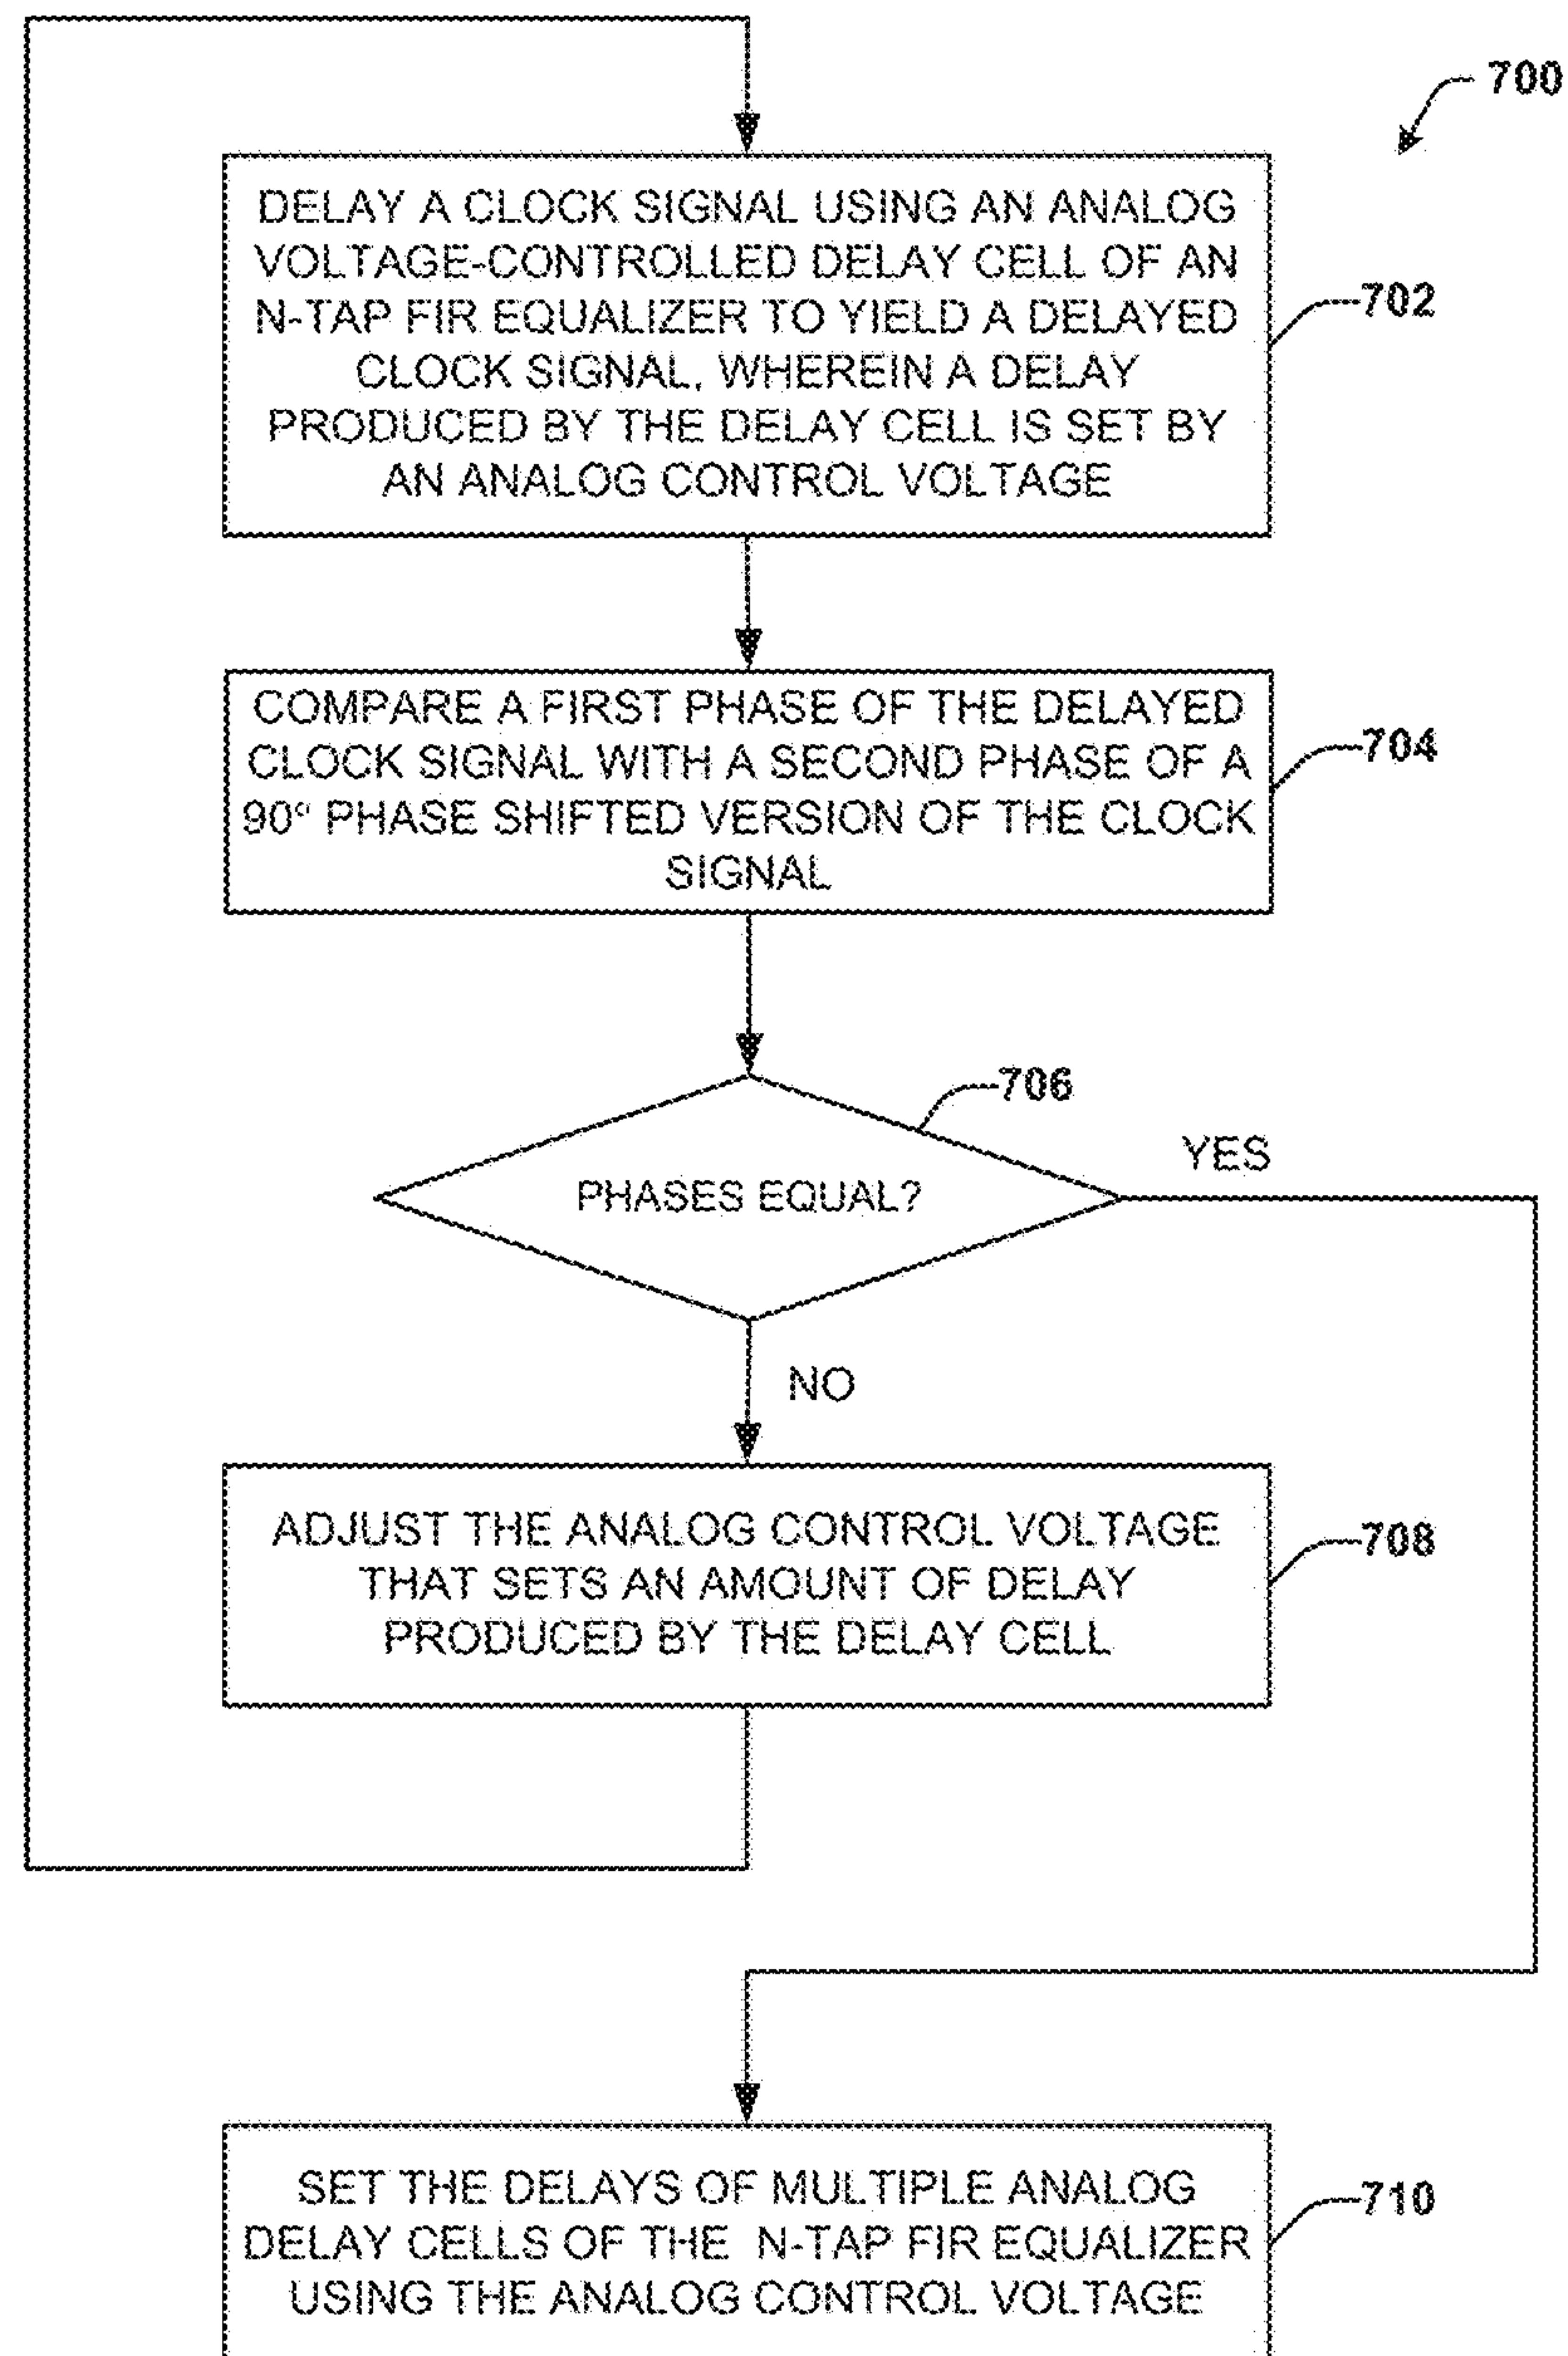 700
DELAY A CLOCK SIGNAL USING AN ANALOG
VOLTAGE-CONTROLLED DELAY CELL OF AN
N-TAP FIR EQUALIZER TO YIELD A DELAYED
CLOCK SIGNAL, WHEREIN A DELAY
PRODUCED BY THE DELAY CELL IS SET BY
AN ANALOG CONTROL VOLTAGE
702
COMPARE A FIRST PHASE OF THE DELAYED
CLOCK SIGNAL WITH A SECOND PHASE OF A
90° PHASE SHIFTED VERSION OF THE CLOCK
SIGNAL
704
706
PHASES EQUAL?
YES
NO
ADJUST THE ANALOG CONTROL VOLTAGE
THAT SETS AN AMOUNT OF DELAY
PRODUCED BY THE DELAY CELL
708
SET THE DELAYS OF MULTIPLE ANALOG
DELAY CELLS OF THE N-TAP FIR EQUALIZER
USING THE ANALOG CONTROL VOLTAGE
710